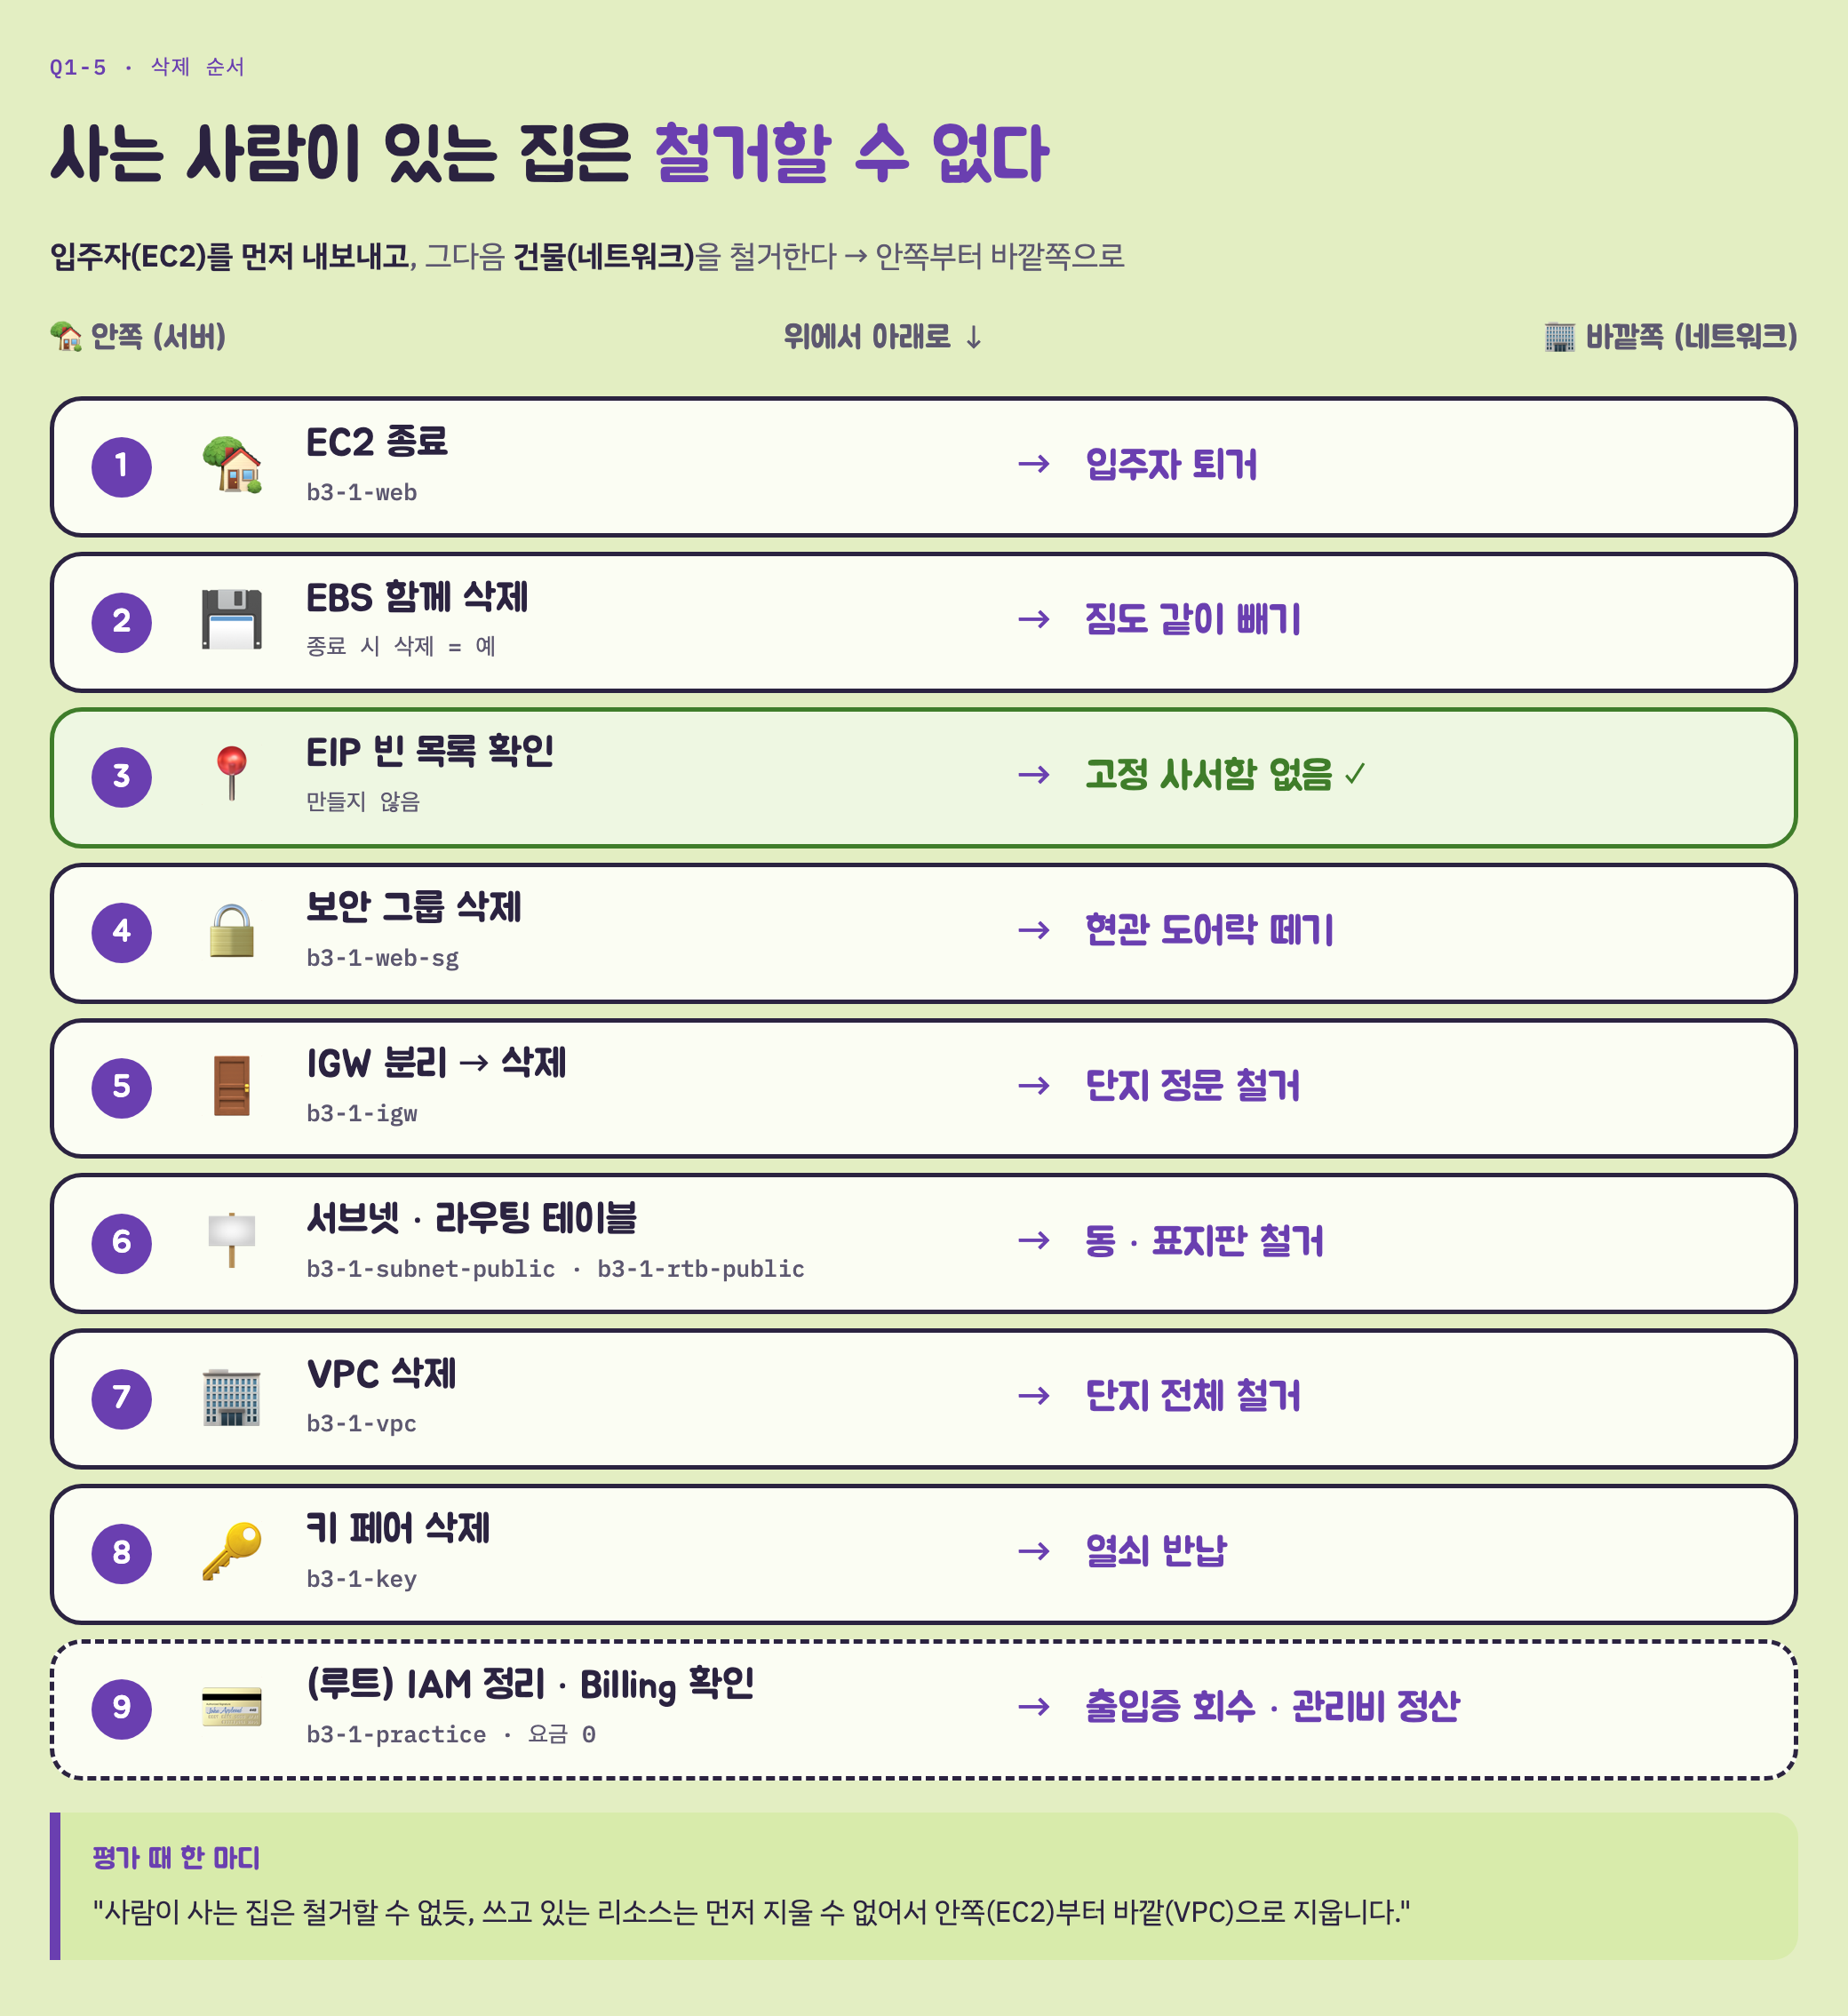 Q1-5 · 삭제 순서
사는 사람이 있는 집은 철거할 수 없다
입주자(EC2)를 먼저 내보내고, 그다음 건물(네트워크)을 철거한다 → 안쪽부터 바깥쪽으로
안쪽 (서버)
위에서 아래로 ↓
바깥쪽 (네트워크)
1
EC2 종료
b3-1-web
→ 입주자 퇴거
2
EBS 함께 삭제
종료 시 삭제 = 예
→ 짐도 같이 빼기
3
EIP 빈 목록 확인
만들지 않음
→ 고정 사서함 없음 ✓
4
보안 그룹 삭제
b3-1-web-sg
→ 현관 도어락 떼기
5
IGW 분리 → 삭제
b3-1-igw
→ 단지 정문 철거
6
서브넷 · 라우팅 테이블
b3-1-subnet-public · b3-1-rtb-public
→ 동 · 표지판 철거
7
VPC 삭제
b3-1-vpc
→ 단지 전체 철거
8
키 페어 삭제
b3-1-key
→ 열쇠 반납
9
(루트) IAM 정리 · Billing 확인
b3-1-practice · 요금 0
→ 출입증 회수 · 관리비 정산
평가 때 한 마디
"사람이 사는 집은 철거할 수 없듯, 쓰고 있는 리소스는 먼저 지울 수 없어서 안쪽(EC2)부터 바깥(VPC)으로 지웁니다."